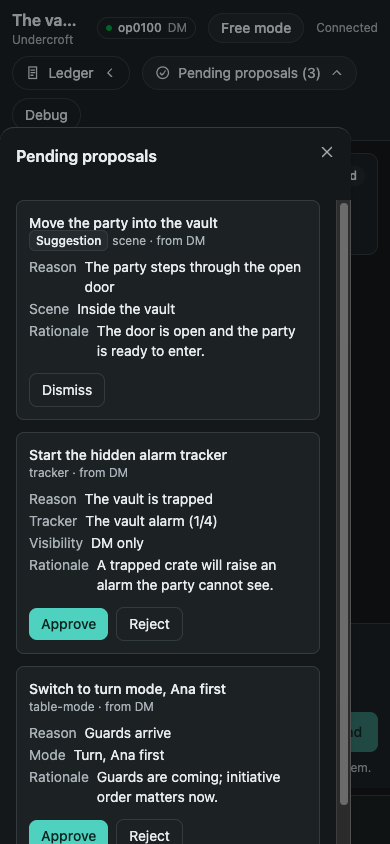 The va...
Undercroft
op0100 DM
Free mode
Connected
Ledger
Pending proposals (3)
Debug
d
Pending proposals
Move the party into the vault
Suggestion scene · from DM
Reason The party steps through the open
door
Scene Inside the vault
Rationale The door is open and the party
is ready to enter.
Dismiss
Start the hidden alarm tracker
tracker · from DM
Reason The vault is trapped
Tracker The vault alarm (1/4)
Visibility DM only
Rationale A trapped crate will raise an
alarm the party cannot see.
Approve Reject
Switch to turn mode, Ana first
table-mode · from DM
Reason Guards arrive
Mode Turn, Ana first
d
Rationale Guards are coming; initiative
em.
order matters now.
Approve Reject